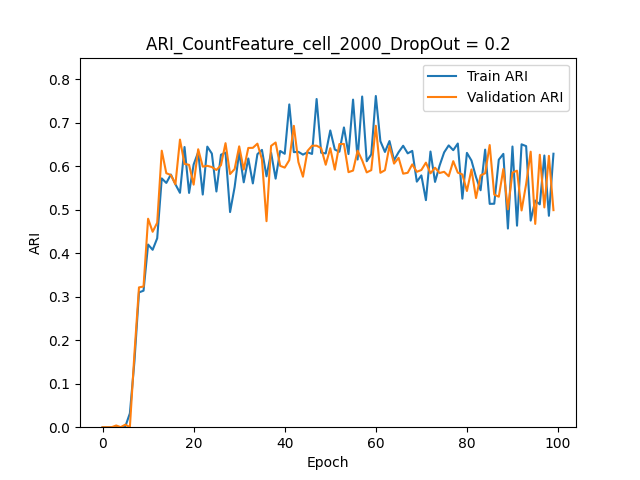 ARI_CountFeature_cell_2000_DropOut = 0.2
Train ARI
Validation ARI
0.8
0.7
0.6
0.5
0.4
0.3
0.2
0.1
0.0
ARI
0 20 40 60 80 100
Epoch